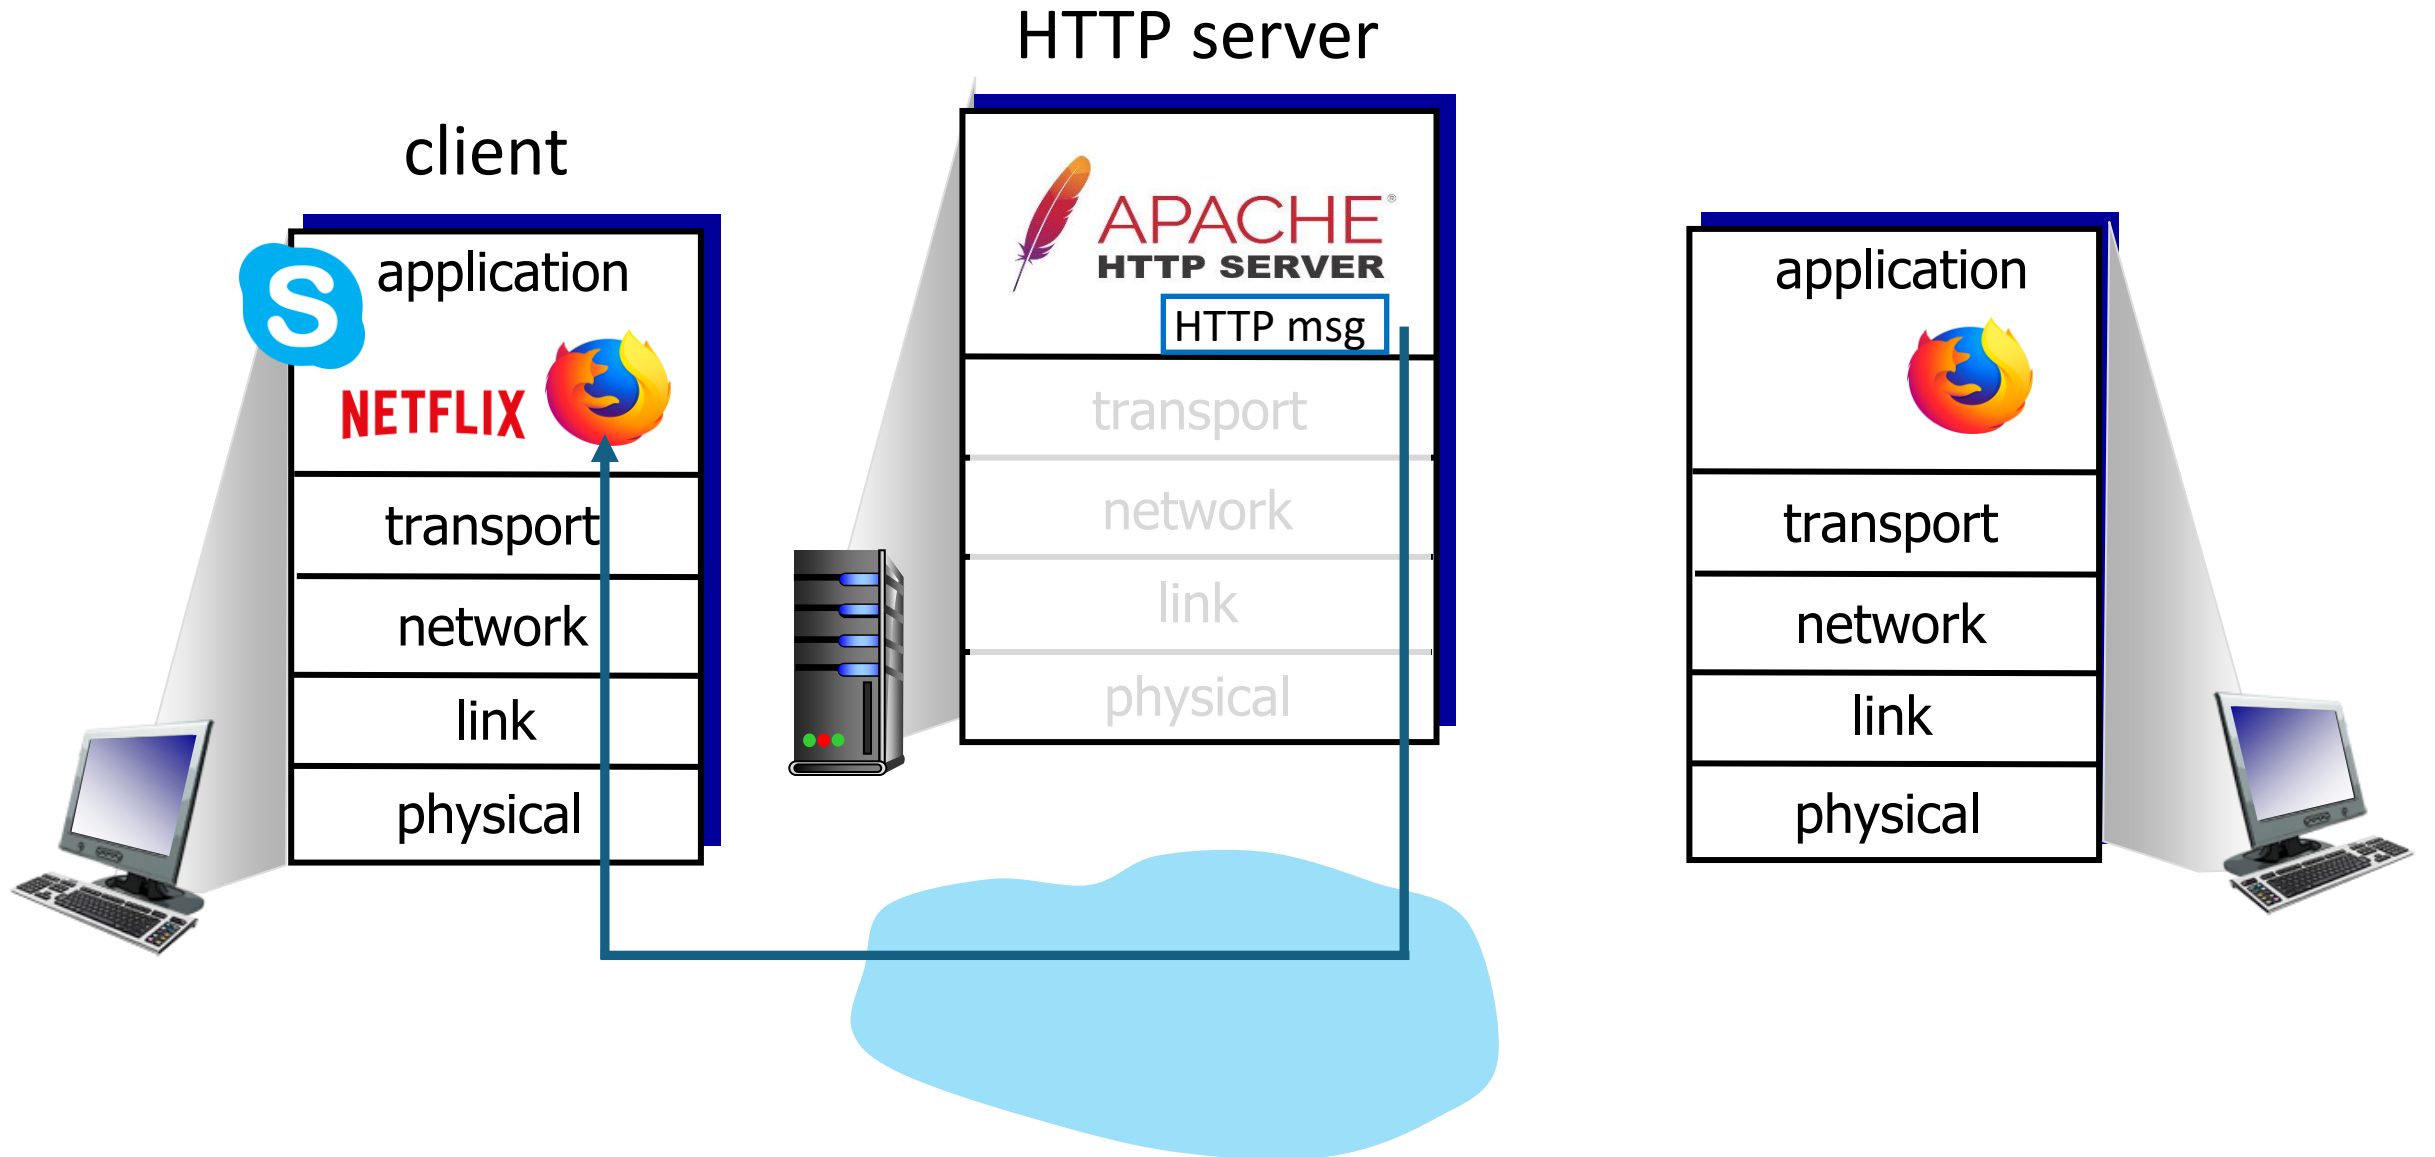 HTTP server
client
application
S
NETFLIX
transport
network
link
physical
APACHE®
HTTP SERVER
HTTP msg
transport
network
link
physical
application
transport
network
link
physical